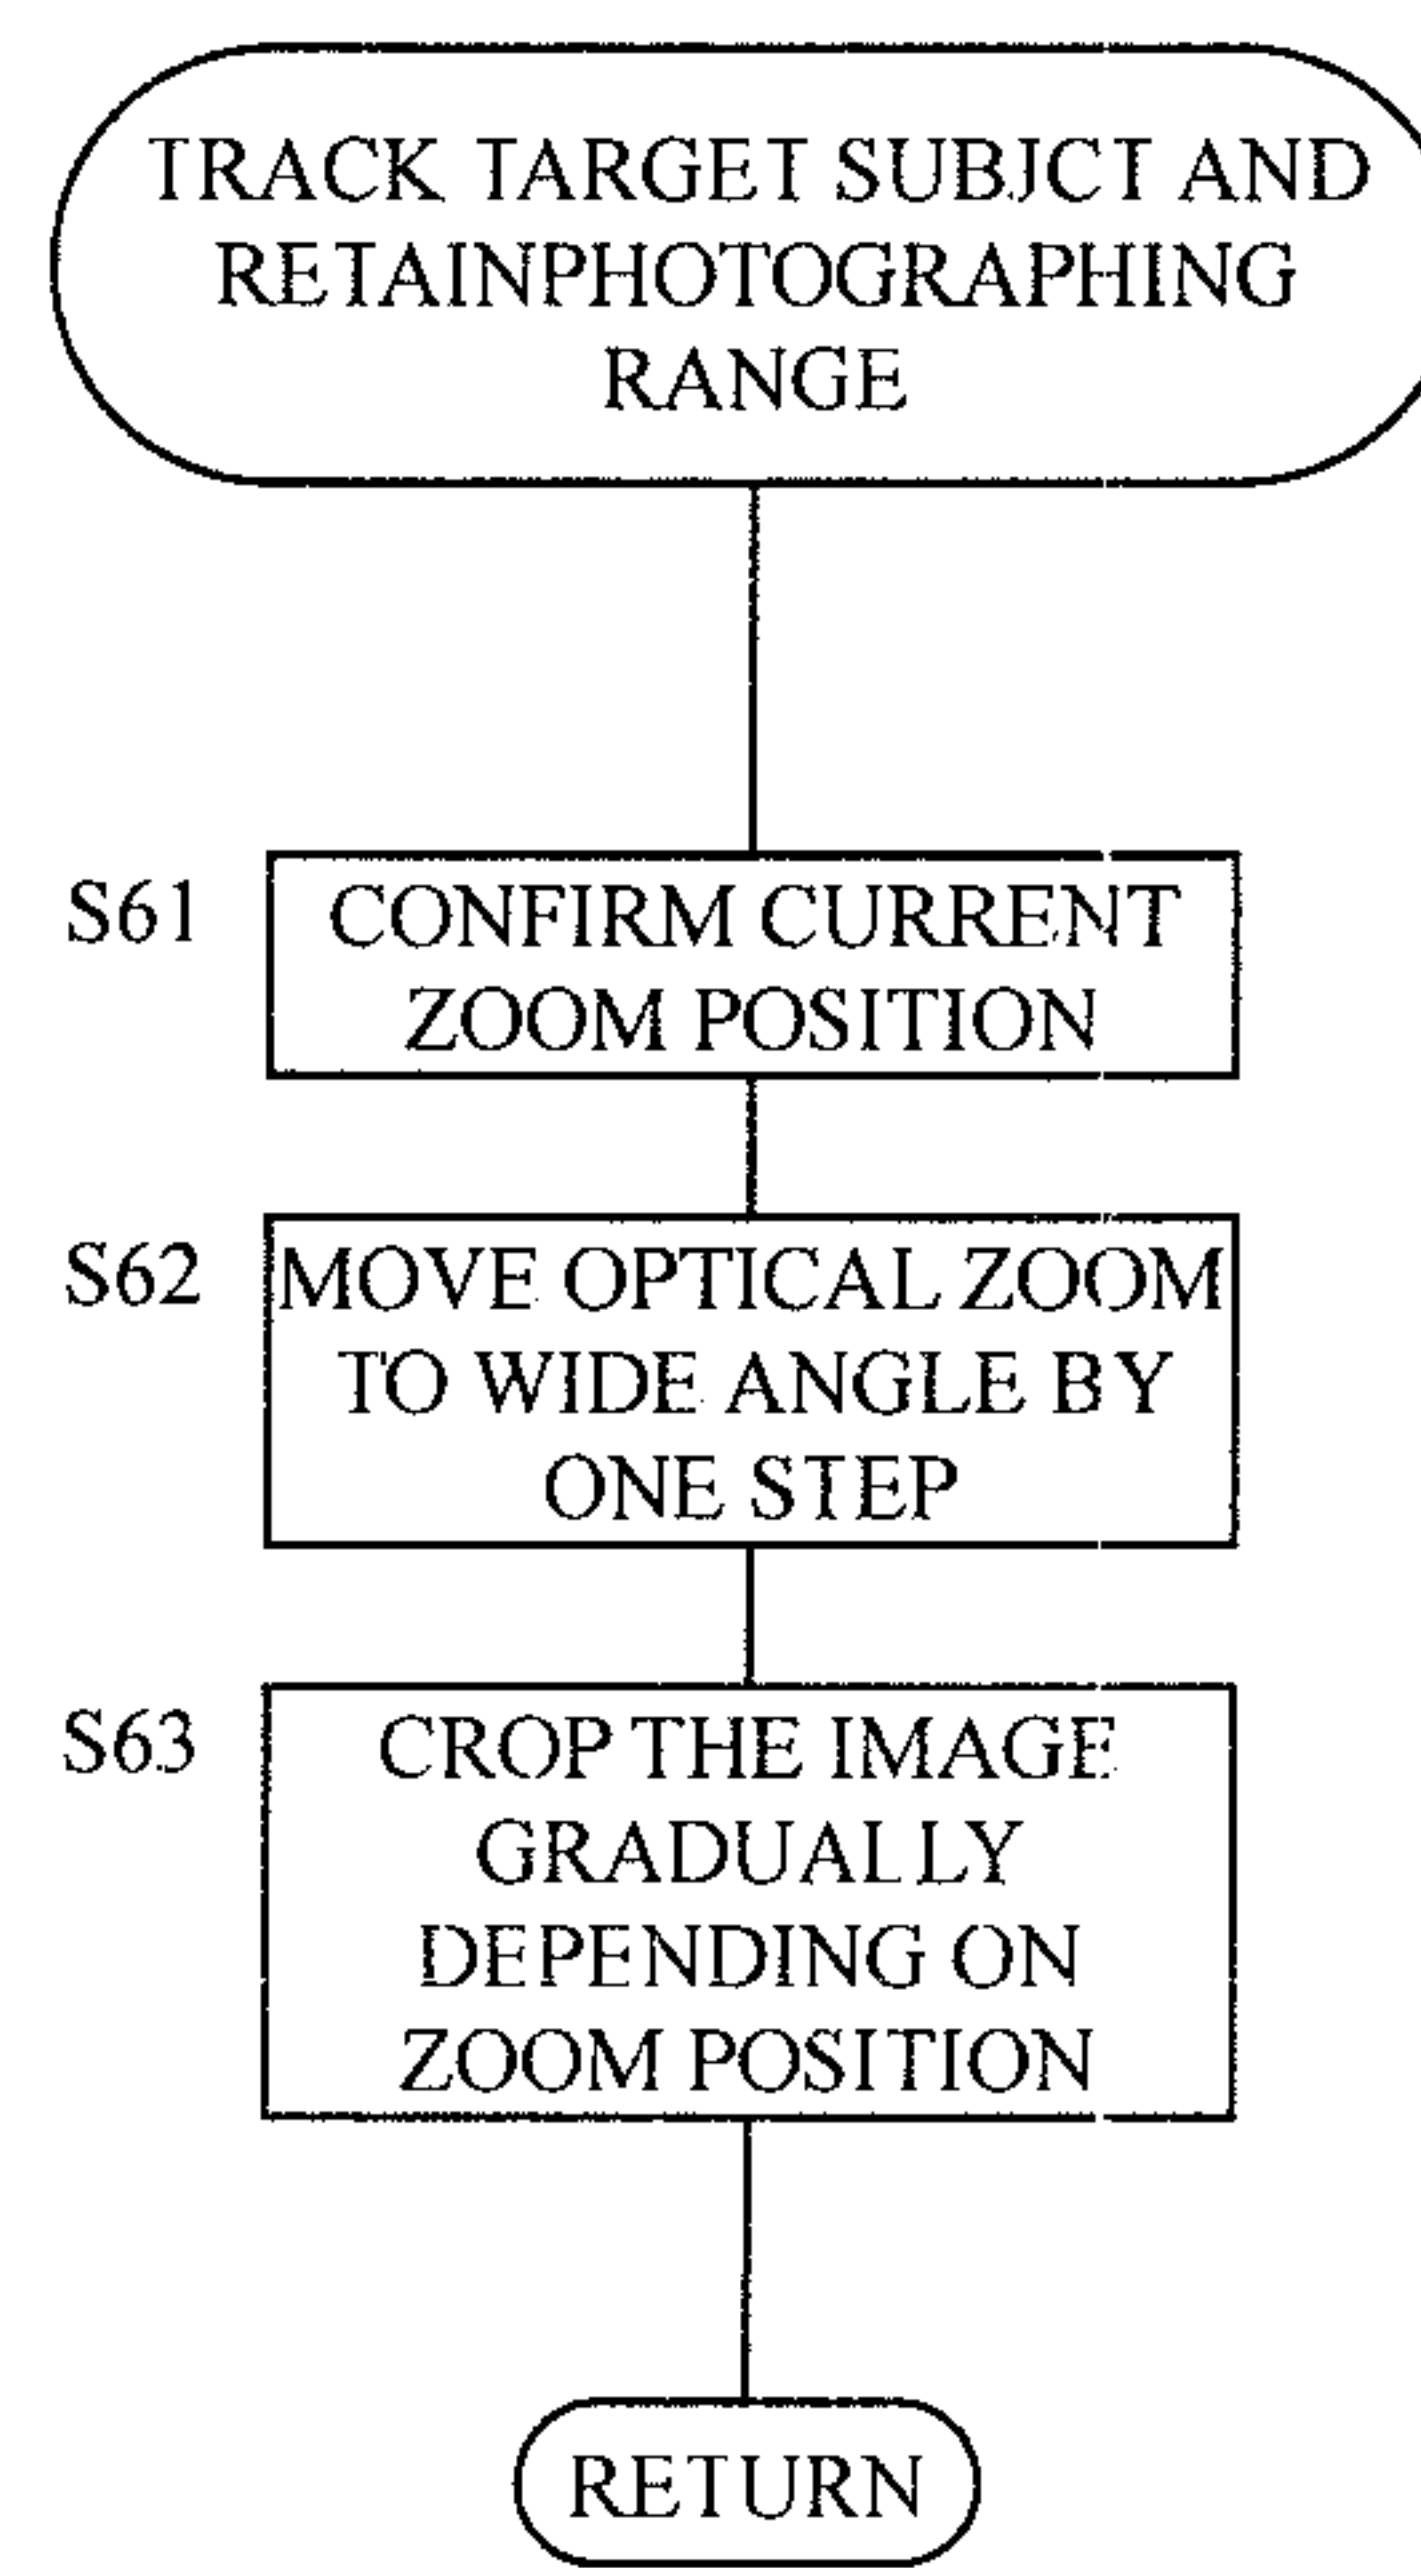 TRACK TARGET SUBJCT AND
RETAINPHOTOGRAPHING
RANGE
S61
CONFIRM CURRENT
ZOOM POSITION
S62
MOVE OPTICAL ZOOM
TO WIDE ANGLE BY
ONE STEP
S63
CROP THE IMAGE
GRADUALLY
DEPENDING ON
ZOOM POSITION
RETURN